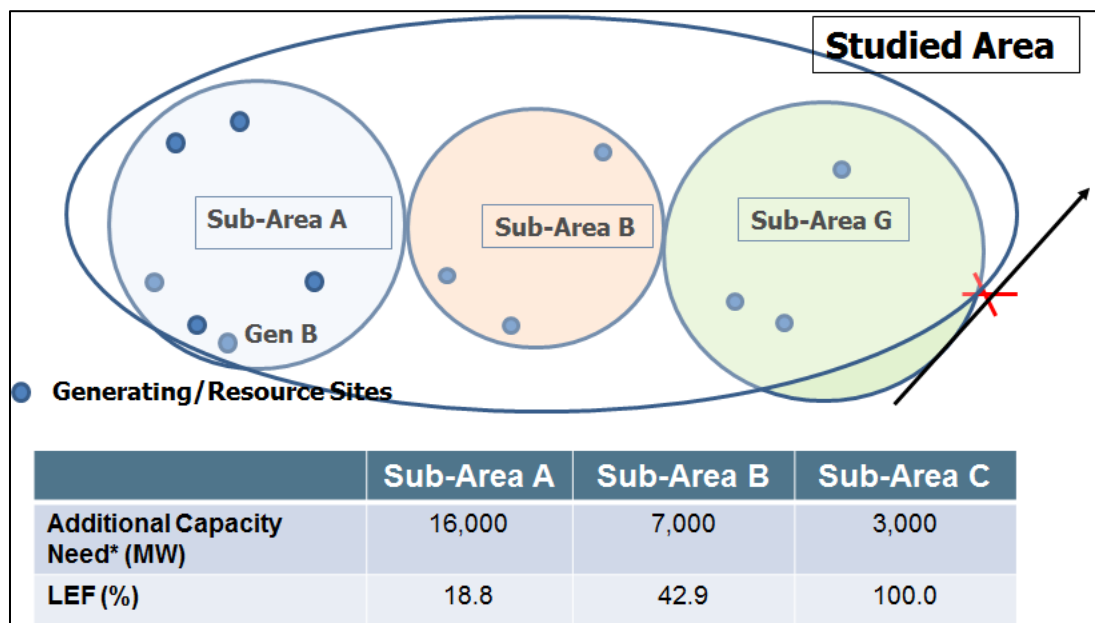 Studied Area
Sub-Area A
Sub-Area B
Sub-Area G
Gen B
Generating/Resource Sites
Sub-Area A Sub-Area B Sub-Area C
Additional Capacity 16,000 7,000 3,000
Need* (MW)
LEF (%) 18.8 42.9 100.0